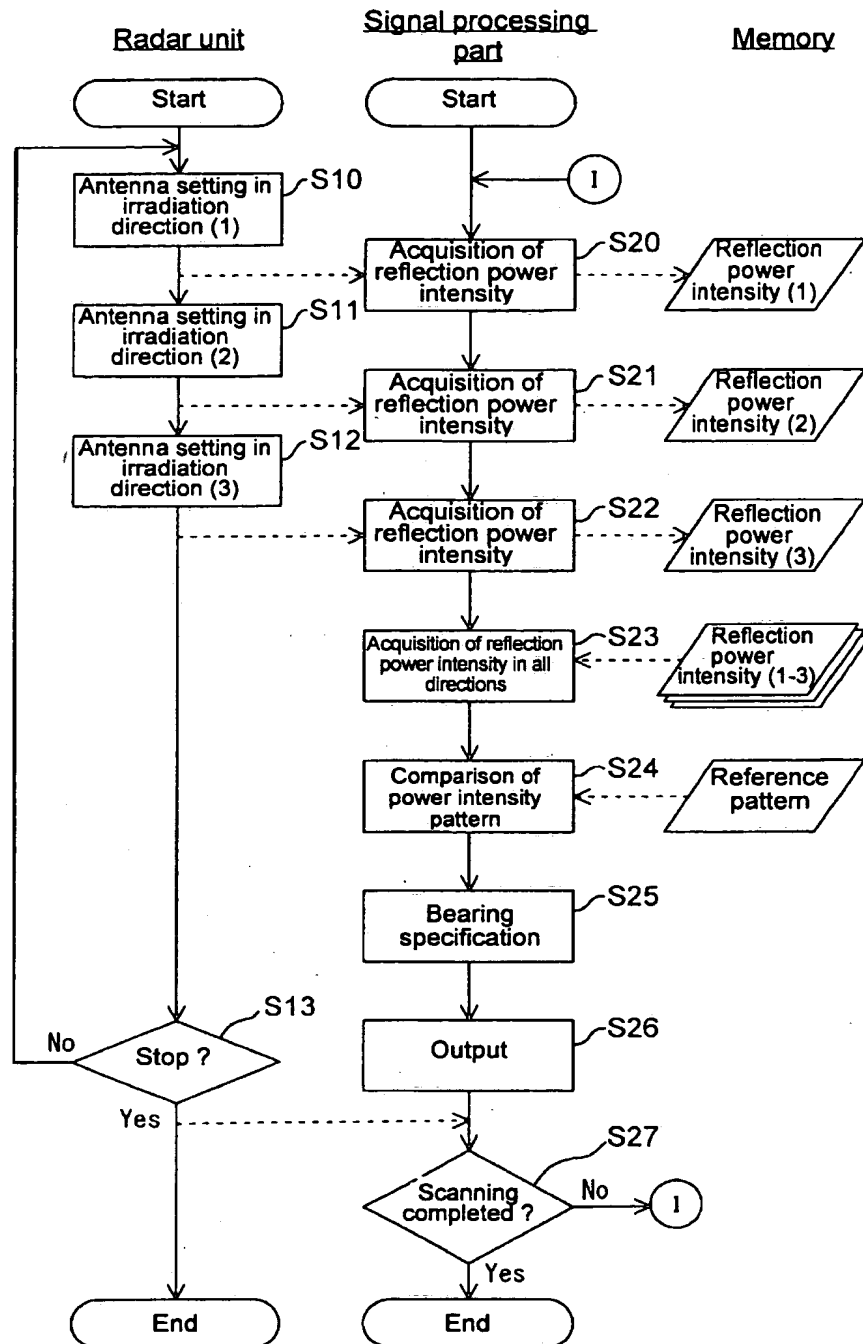 Radar unit
Signal processing
part
Memory
Start
Start
I
Antenna setting in
irradiation
direction (1)
S10
Acquisition of
reflection power
intensity
S20
Reflection
power
intensity (1)
Antenna setting in
irradiation
direction (2)
S11
Acquisition of
reflection power
intensity
S21
Reflection
power
intensity (2)
Antenna setting in
irradiation
direction (3)
S12
Acquisition of
reflection power
intensity
S22
Reflection
power
intensity (3)
Acquisition of reflection
power intensity in all
directions
S23
Reflection
power
intensity (1-3)
Comparison of
power intensity
pattern
S24
Reference
pattern
Bearing
specification
S25
Stop ?
S13
No
Yes
Output
S26
Scanning
completed ?
S27
No
I
Yes
End
End